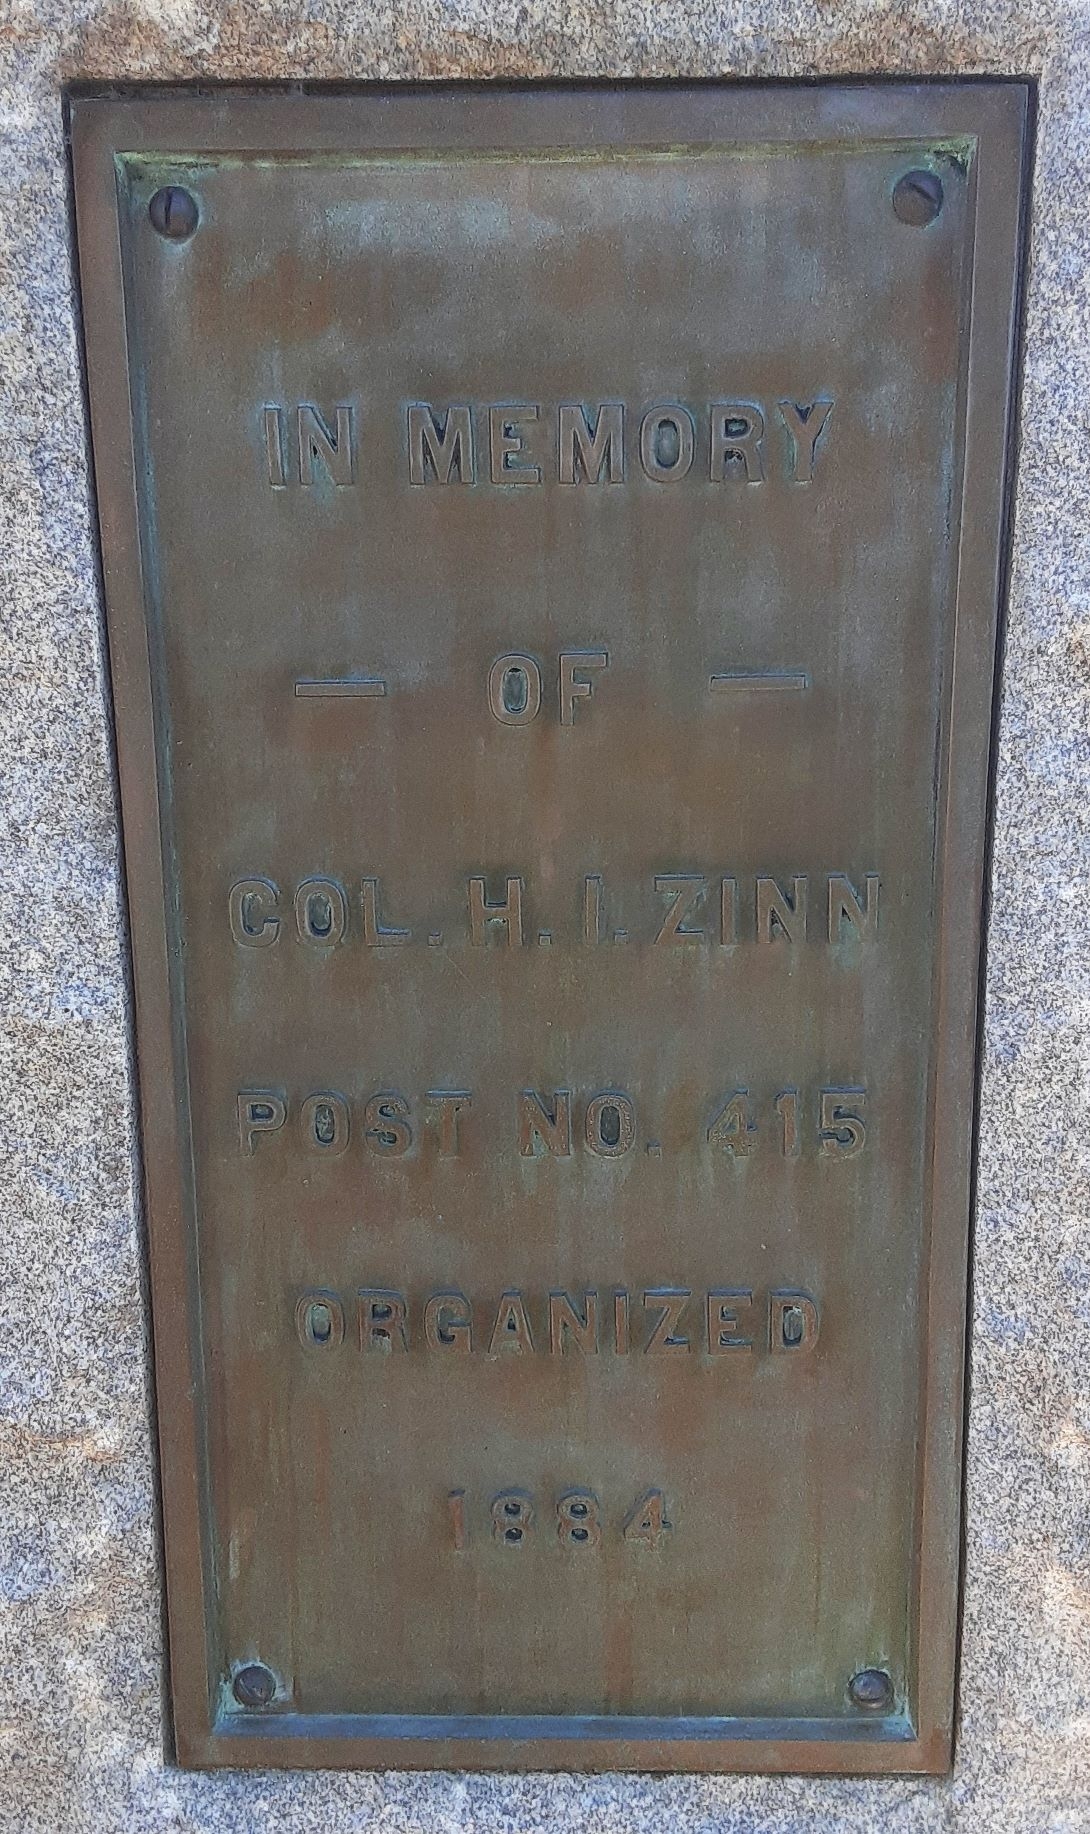 IN MEMORY
— OF —
COL. H. I. ZINN
POST NO. 415
ORGANIZED
1884